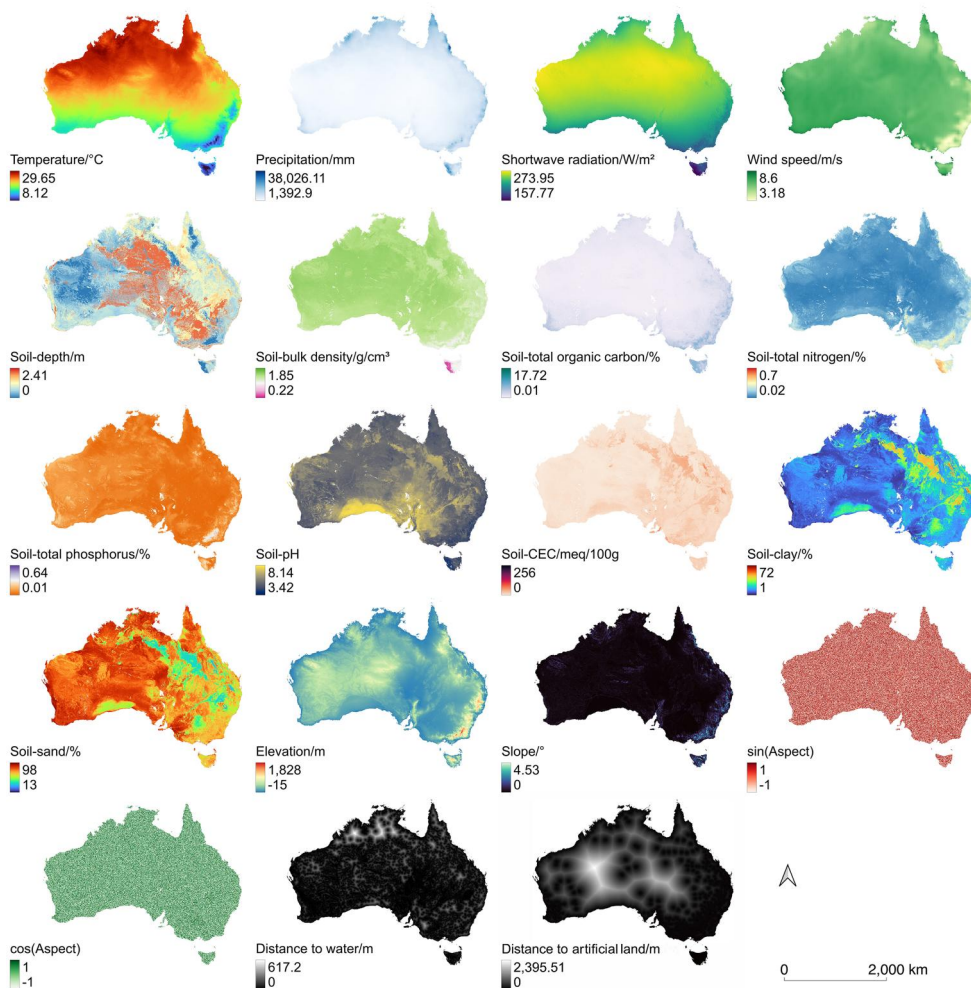 Temperature/°C
29.65
8.12
Precipitation/mm
38,026.11
1,392.9
Shortwave radiation/W/m²
273.95
157.77
Wind speed/m/s
8.6
3.18
Soil-depth/m
2.41
0
Soil-bulk density/g/cm³
1.85
0.22
Soil-total organic carbon/%
17.72
0.01
Soil-total nitrogen/%
0.7
0.02
Soil-total phosphorus/%
0.64
0.01
Soil-pH
8.14
3.42
Soil-CEC/meq/100g
256
0
Soil-clay/%
72
1
Soil-sand/%
98
13
Elevation/m
1,828
-15
Slope/°
4.53
0
sin(Aspect)
1
-1
cos(Aspect)
1
-1
Distance to water/m
617.2
0
Distance to artificial land/m
2,395.51
0
0 2,000 km